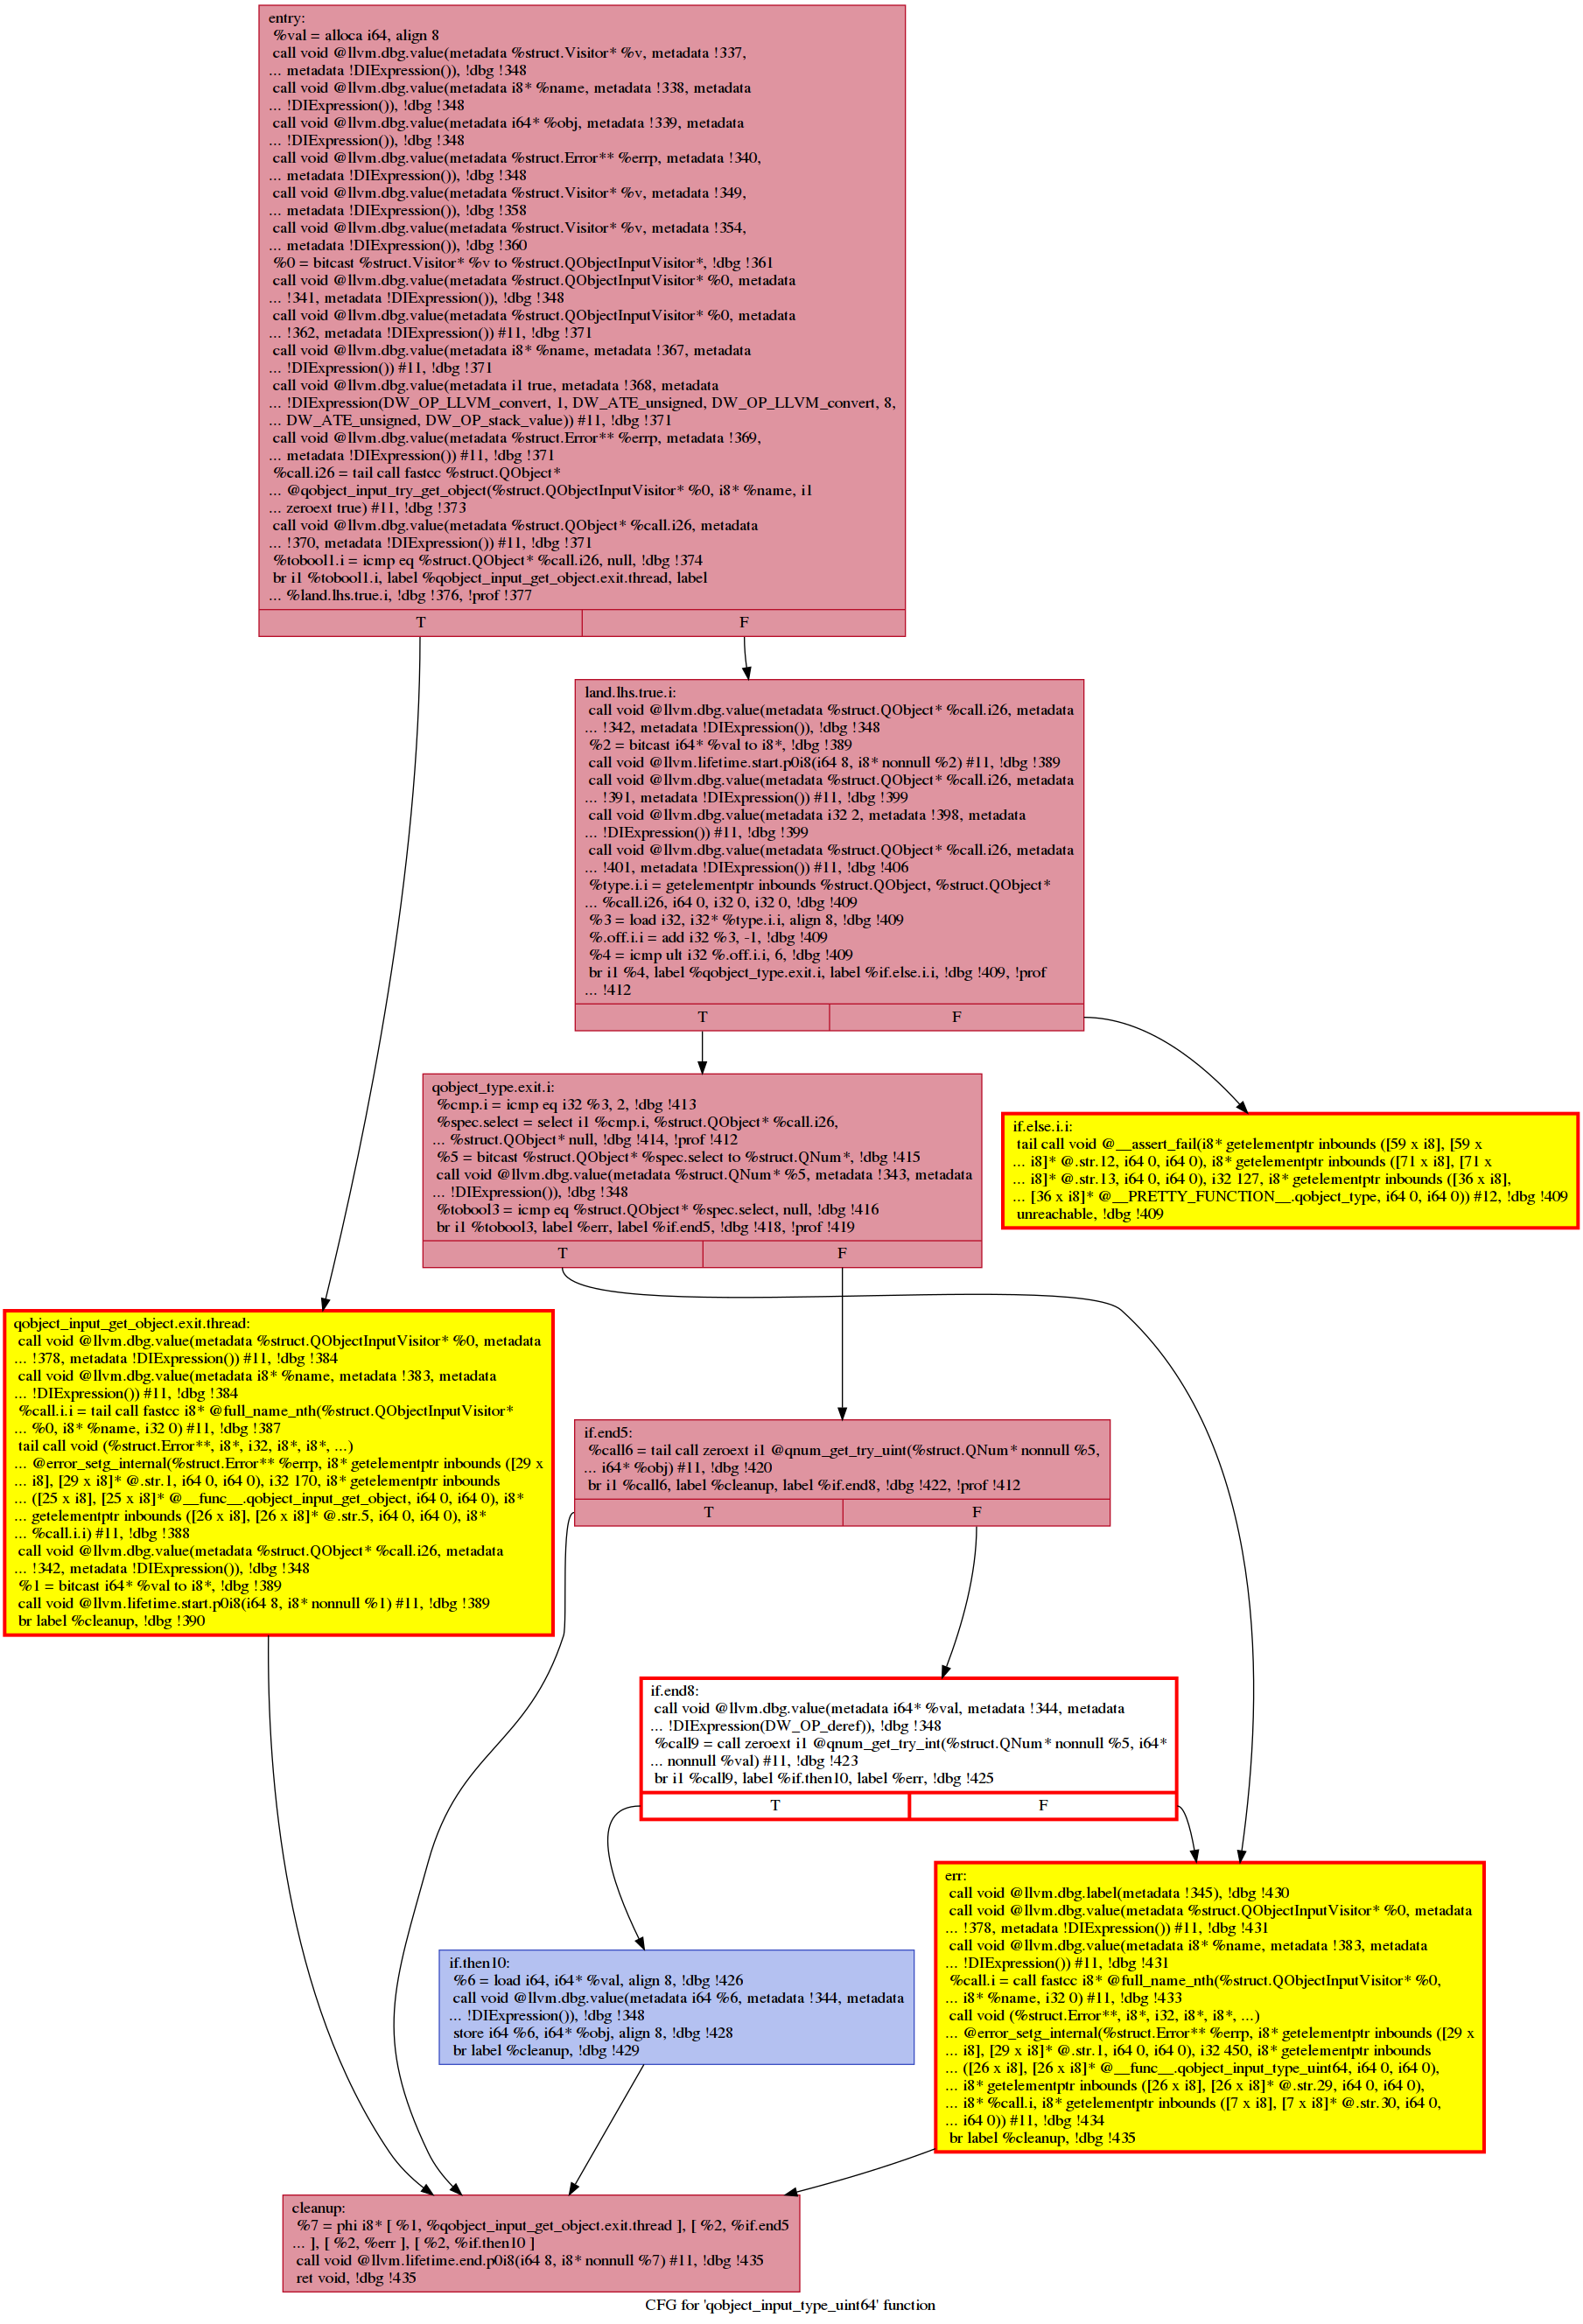 entry:
%val = alloca i64, align 8
call void @llvm.dbg.value(metadata %struct.Visitor* %v, metadata !337,
... metadata !DIExpression()), !dbg !348
call void @llvm.dbg.value(metadata i8* %name, metadata !338, metadata
... !DIExpression()), !dbg !348
call void @llvm.dbg.value(metadata i64* %obj, metadata !339, metadata
... !DIExpression()), !dbg !348
call void @llvm.dbg.value(metadata %struct.Error** %errp, metadata !340,
... metadata !DIExpression()), !dbg !348
call void @llvm.dbg.value(metadata %struct.Visitor* %v, metadata !349,
... metadata !DIExpression()), !dbg !358
call void @llvm.dbg.value(metadata %struct.Visitor* %v, metadata !354,
... metadata !DIExpression()), !dbg !360
%0 = bitcast %struct.Visitor* %v to %struct.QObjectInputVisitor*, !dbg !361
call void @llvm.dbg.value(metadata %struct.QObjectInputVisitor* %0, metadata
... !341, metadata !DIExpression()), !dbg !348
call void @llvm.dbg.value(metadata %struct.QObjectInputVisitor* %0, metadata
... !362, metadata !DIExpression()) #11, !dbg !371
call void @llvm.dbg.value(metadata i8* %name, metadata !367, metadata
... !DIExpression()) #11, !dbg !371
call void @llvm.dbg.value(metadata i1 true, metadata !368, metadata
... !DIExpression(DW_OP_LLVM_convert, 1, DW_ATE_unsigned, DW_OP_LLVM_convert, 8,
... DW_ATE_unsigned, DW_OP_stack_value)) #11, !dbg !371
call void @llvm.dbg.value(metadata %struct.Error** %errp, metadata !369,
... metadata !DIExpression()) #11, !dbg !371
%call.i26 = tail call fastcc %struct.QObject*
... @qobject_input_try_get_object(%struct.QObjectInputVisitor* %0, i8* %name, i1
... zeroext true) #11, !dbg !373
call void @llvm.dbg.value(metadata %struct.QObject* %call.i26, metadata
... !370, metadata !DIExpression()) #11, !dbg !371
%tobool1.i = icmp eq %struct.QObject* %call.i26, null, !dbg !374
br i1 %tobool1.i, label %qobject_input_get_object.exit.thread, label
... %land.lhs.true.i, !dbg !376, !prof !377
T F
land.lhs.true.i:
call void @llvm.dbg.value(metadata %struct.QObject* %call.i26, metadata
... !342, metadata !DIExpression()), !dbg !348
%2 = bitcast i64* %val to i8*, !dbg !389
call void @llvm.lifetime.start.p0i8(i64 8, i8* nonnull %2) #11, !dbg !389
call void @llvm.dbg.value(metadata %struct.QObject* %call.i26, metadata
... !391, metadata !DIExpression()) #11, !dbg !399
call void @llvm.dbg.value(metadata i32 2, metadata !398, metadata
... !DIExpression()) #11, !dbg !399
call void @llvm.dbg.value(metadata %struct.QObject* %call.i26, metadata
... !401, metadata !DIExpression()) #11, !dbg !406
%type.i.i = getelementptr inbounds %struct.QObject, %struct.QObject*
... %call.i26, i64 0, i32 0, i32 0, !dbg !409
%3 = load i32, i32* %type.i.i, align 8, !dbg !409
%.off.i.i = add i32 %3, -1, !dbg !409
%4 = icmp ult i32 %.off.i.i, 6, !dbg !409
br i1 %4, label %qobject_type.exit.i, label %if.else.i.i, !dbg !409, !prof
... !412
T F
qobject_type.exit.i:
%cmp.i = icmp eq i32 %3, 2, !dbg !413
%spec.select = select i1 %cmp.i, %struct.QObject* %call.i26,
... %struct.QObject* null, !dbg !414, !prof !412
%5 = bitcast %struct.QObject* %spec.select to %struct.QNum*, !dbg !415
call void @llvm.dbg.value(metadata %struct.QNum* %5, metadata !343, metadata
... !DIExpression()), !dbg !348
%tobool3 = icmp eq %struct.QObject* %spec.select, null, !dbg !416
br i1 %tobool3, label %err, label %if.end5, !dbg !418, !prof !419
T F
if.else.i.i:
tail call void @__assert_fail(i8* getelementptr inbounds ([59 x i8], [59 x
... i8]* @.str.12, i64 0, i64 0), i8* getelementptr inbounds ([71 x i8], [71 x
... i8]* @.str.13, i64 0, i64 0), i32 127, i8* getelementptr inbounds ([36 x i8],
... [36 x i8]* @__PRETTY_FUNCTION__.qobject_type, i64 0, i64 0)) #12, !dbg !409
unreachable, !dbg !409
qobject_input_get_object.exit.thread:
call void @llvm.dbg.value(metadata %struct.QObjectInputVisitor* %0, metadata
... !378, metadata !DIExpression()) #11, !dbg !384
call void @llvm.dbg.value(metadata i8* %name, metadata !383, metadata
... !DIExpression()) #11, !dbg !384
%call.i.i = tail call fastcc i8* @full_name_nth(%struct.QObjectInputVisitor*
... %0, i8* %name, i32 0) #11, !dbg !387
tail call void (%struct.Error**, i8*, i32, i8*, i8*, ...)
... @error_setg_internal(%struct.Error** %errp, i8* getelementptr inbounds ([29 x
... i8], [29 x i8]* @.str.1, i64 0, i64 0), i32 170, i8* getelementptr inbounds
... ([25 x i8], [25 x i8]* @__func__.qobject_input_get_object, i64 0, i64 0), i8*
... getelementptr inbounds ([26 x i8], [26 x i8]* @.str.5, i64 0, i64 0), i8*
... %call.i.i) #11, !dbg !388
call void @llvm.dbg.value(metadata %struct.QObject* %call.i26, metadata
... !342, metadata !DIExpression()), !dbg !348
%1 = bitcast i64* %val to i8*, !dbg !389
call void @llvm.lifetime.start.p0i8(i64 8, i8* nonnull %1) #11, !dbg !389
br label %cleanup, !dbg !390
if.end5:
%call6 = tail call zeroext i1 @qnum_get_try_uint(%struct.QNum* nonnull %5,
... i64* %obj) #11, !dbg !420
br i1 %call6, label %cleanup, label %if.end8, !dbg !422, !prof !412
T F
if.end8:
call void @llvm.dbg.value(metadata i64* %val, metadata !344, metadata
... !DIExpression(DW_OP_deref)), !dbg !348
%call9 = call zeroext i1 @qnum_get_try_int(%struct.QNum* nonnull %5, i64*
... nonnull %val) #11, !dbg !423
br i1 %call9, label %if.then10, label %err, !dbg !425
T F
err:
call void @llvm.dbg.label(metadata !345), !dbg !430
call void @llvm.dbg.value(metadata %struct.QObjectInputVisitor* %0, metadata
... !378, metadata !DIExpression()) #11, !dbg !431
call void @llvm.dbg.value(metadata i8* %name, metadata !383, metadata
... !DIExpression()) #11, !dbg !431
%call.i = call fastcc i8* @full_name_nth(%struct.QObjectInputVisitor* %0,
... i8* %name, i32 0) #11, !dbg !433
call void (%struct.Error**, i8*, i32, i8*, i8*, ...)
... @error_setg_internal(%struct.Error** %errp, i8* getelementptr inbounds ([29 x
... i8], [29 x i8]* @.str.1, i64 0, i64 0), i32 450, i8* getelementptr inbounds
... ([26 x i8], [26 x i8]* @__func__.qobject_input_type_uint64, i64 0, i64 0),
... i8* getelementptr inbounds ([26 x i8], [26 x i8]* @.str.29, i64 0, i64 0),
... i8* %call.i, i8* getelementptr inbounds ([7 x i8], [7 x i8]* @.str.30, i64 0,
... i64 0)) #11, !dbg !434
br label %cleanup, !dbg !435
if.then10:
%6 = load i64, i64* %val, align 8, !dbg !426
call void @llvm.dbg.value(metadata i64 %6, metadata !344, metadata
... !DIExpression()), !dbg !348
store i64 %6, i64* %obj, align 8, !dbg !428
br label %cleanup, !dbg !429
cleanup:
%7 = phi i8* [ %1, %qobject_input_get_object.exit.thread ], [ %2, %if.end5
... ], [ %2, %err ], [ %2, %if.then10 ]
call void @llvm.lifetime.end.p0i8(i64 8, i8* nonnull %7) #11, !dbg !435
ret void, !dbg !435
CFG for 'qobject_input_type_uint64' function